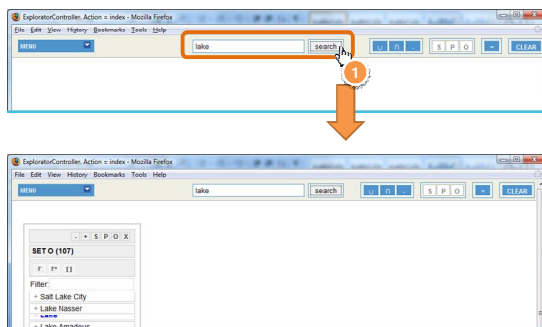 ExploratorController. Action = index - Mozilla Firefox
File Edit View History Bookmarks Tools Help
MENU lake search ∪ ∩ - S P O = CLEAR
1
ExploratorController. Action = index - Mozilla Firefox
File Edit View History Bookmarks Tools Help
MENU lake search ∪ ∩ - S P O = CLEAR
- + S P O X
SET O (107)
r r* {}
Filter:
+ Salt Lake City
+ Lake Nasser
+ Lake Amadeus